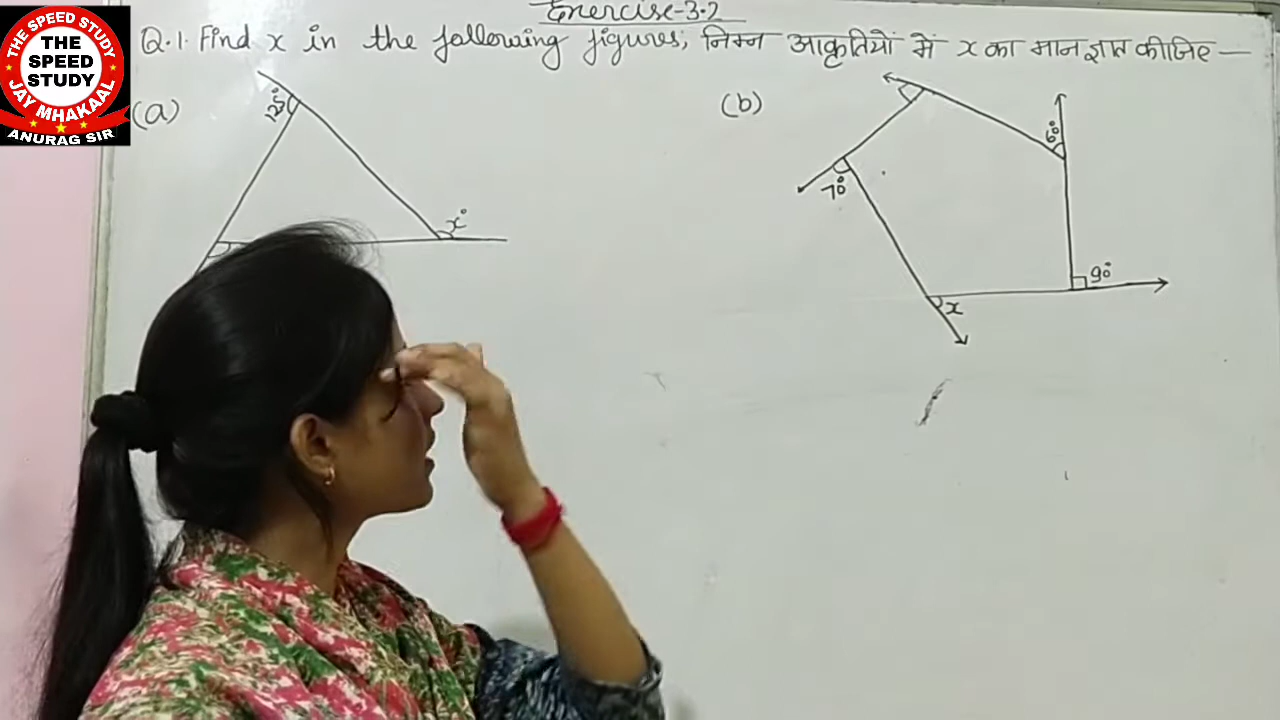 THE SPEED STUDY
THE
SPEED
STUDY
JAY MHAKAAL
ANURAG SIR
Exercise-3.2
Q.1. Find x in the following figures, निम्न आकृतियों में x का मान ज्ञात कीजिए —
(a)
125°
x°
(b)
60°
70°
90°
x